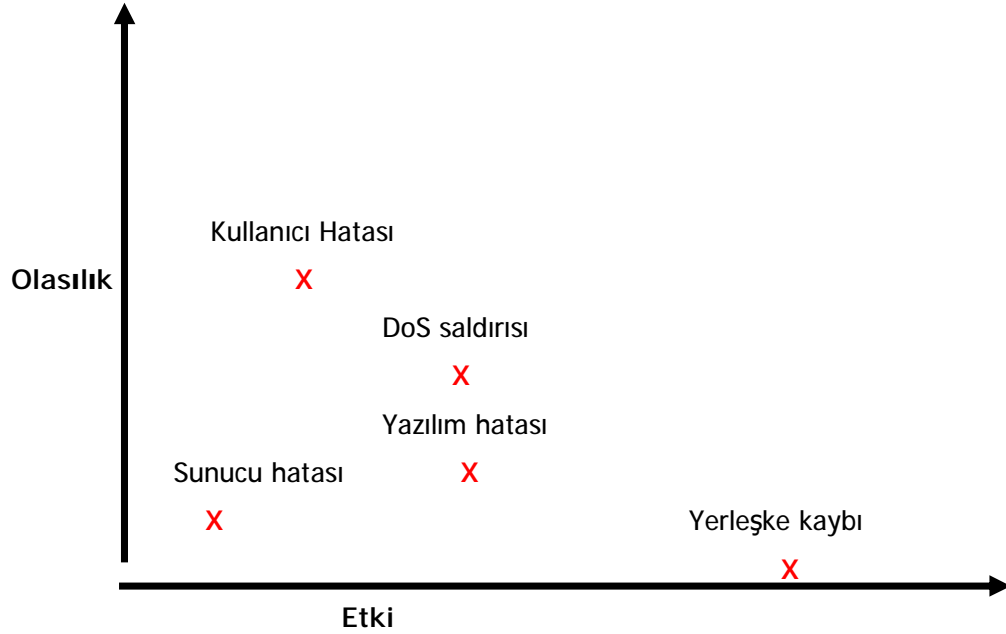 Kullanıcı Hatası
Olasılık
X
DoS saldırısı
X
Yazılım hatası
Sunucu hatası
X
X
Yerleşke kaybı
X
Etki